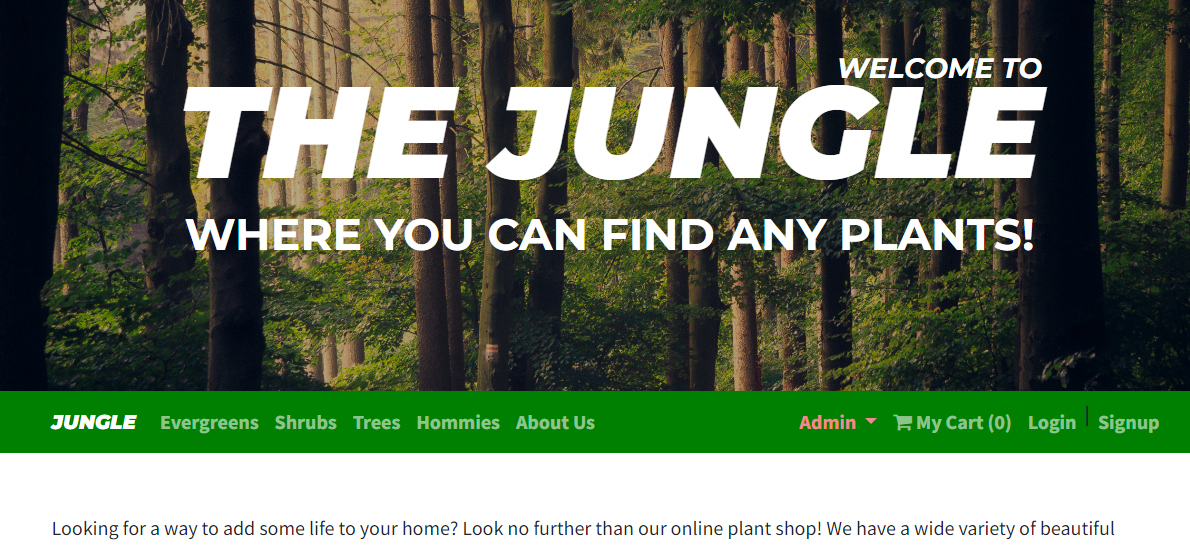 WELCOME TO
THE JUNGLE
WHERE YOU CAN FIND ANY PLANTS!
JUNGLE Evergreens Shrubs Trees Hommies About Us Admin My Cart (0) Login Signup
Looking for a way to add some life to your home? Look no further than our online plant shop! We have a wide variety of beautiful